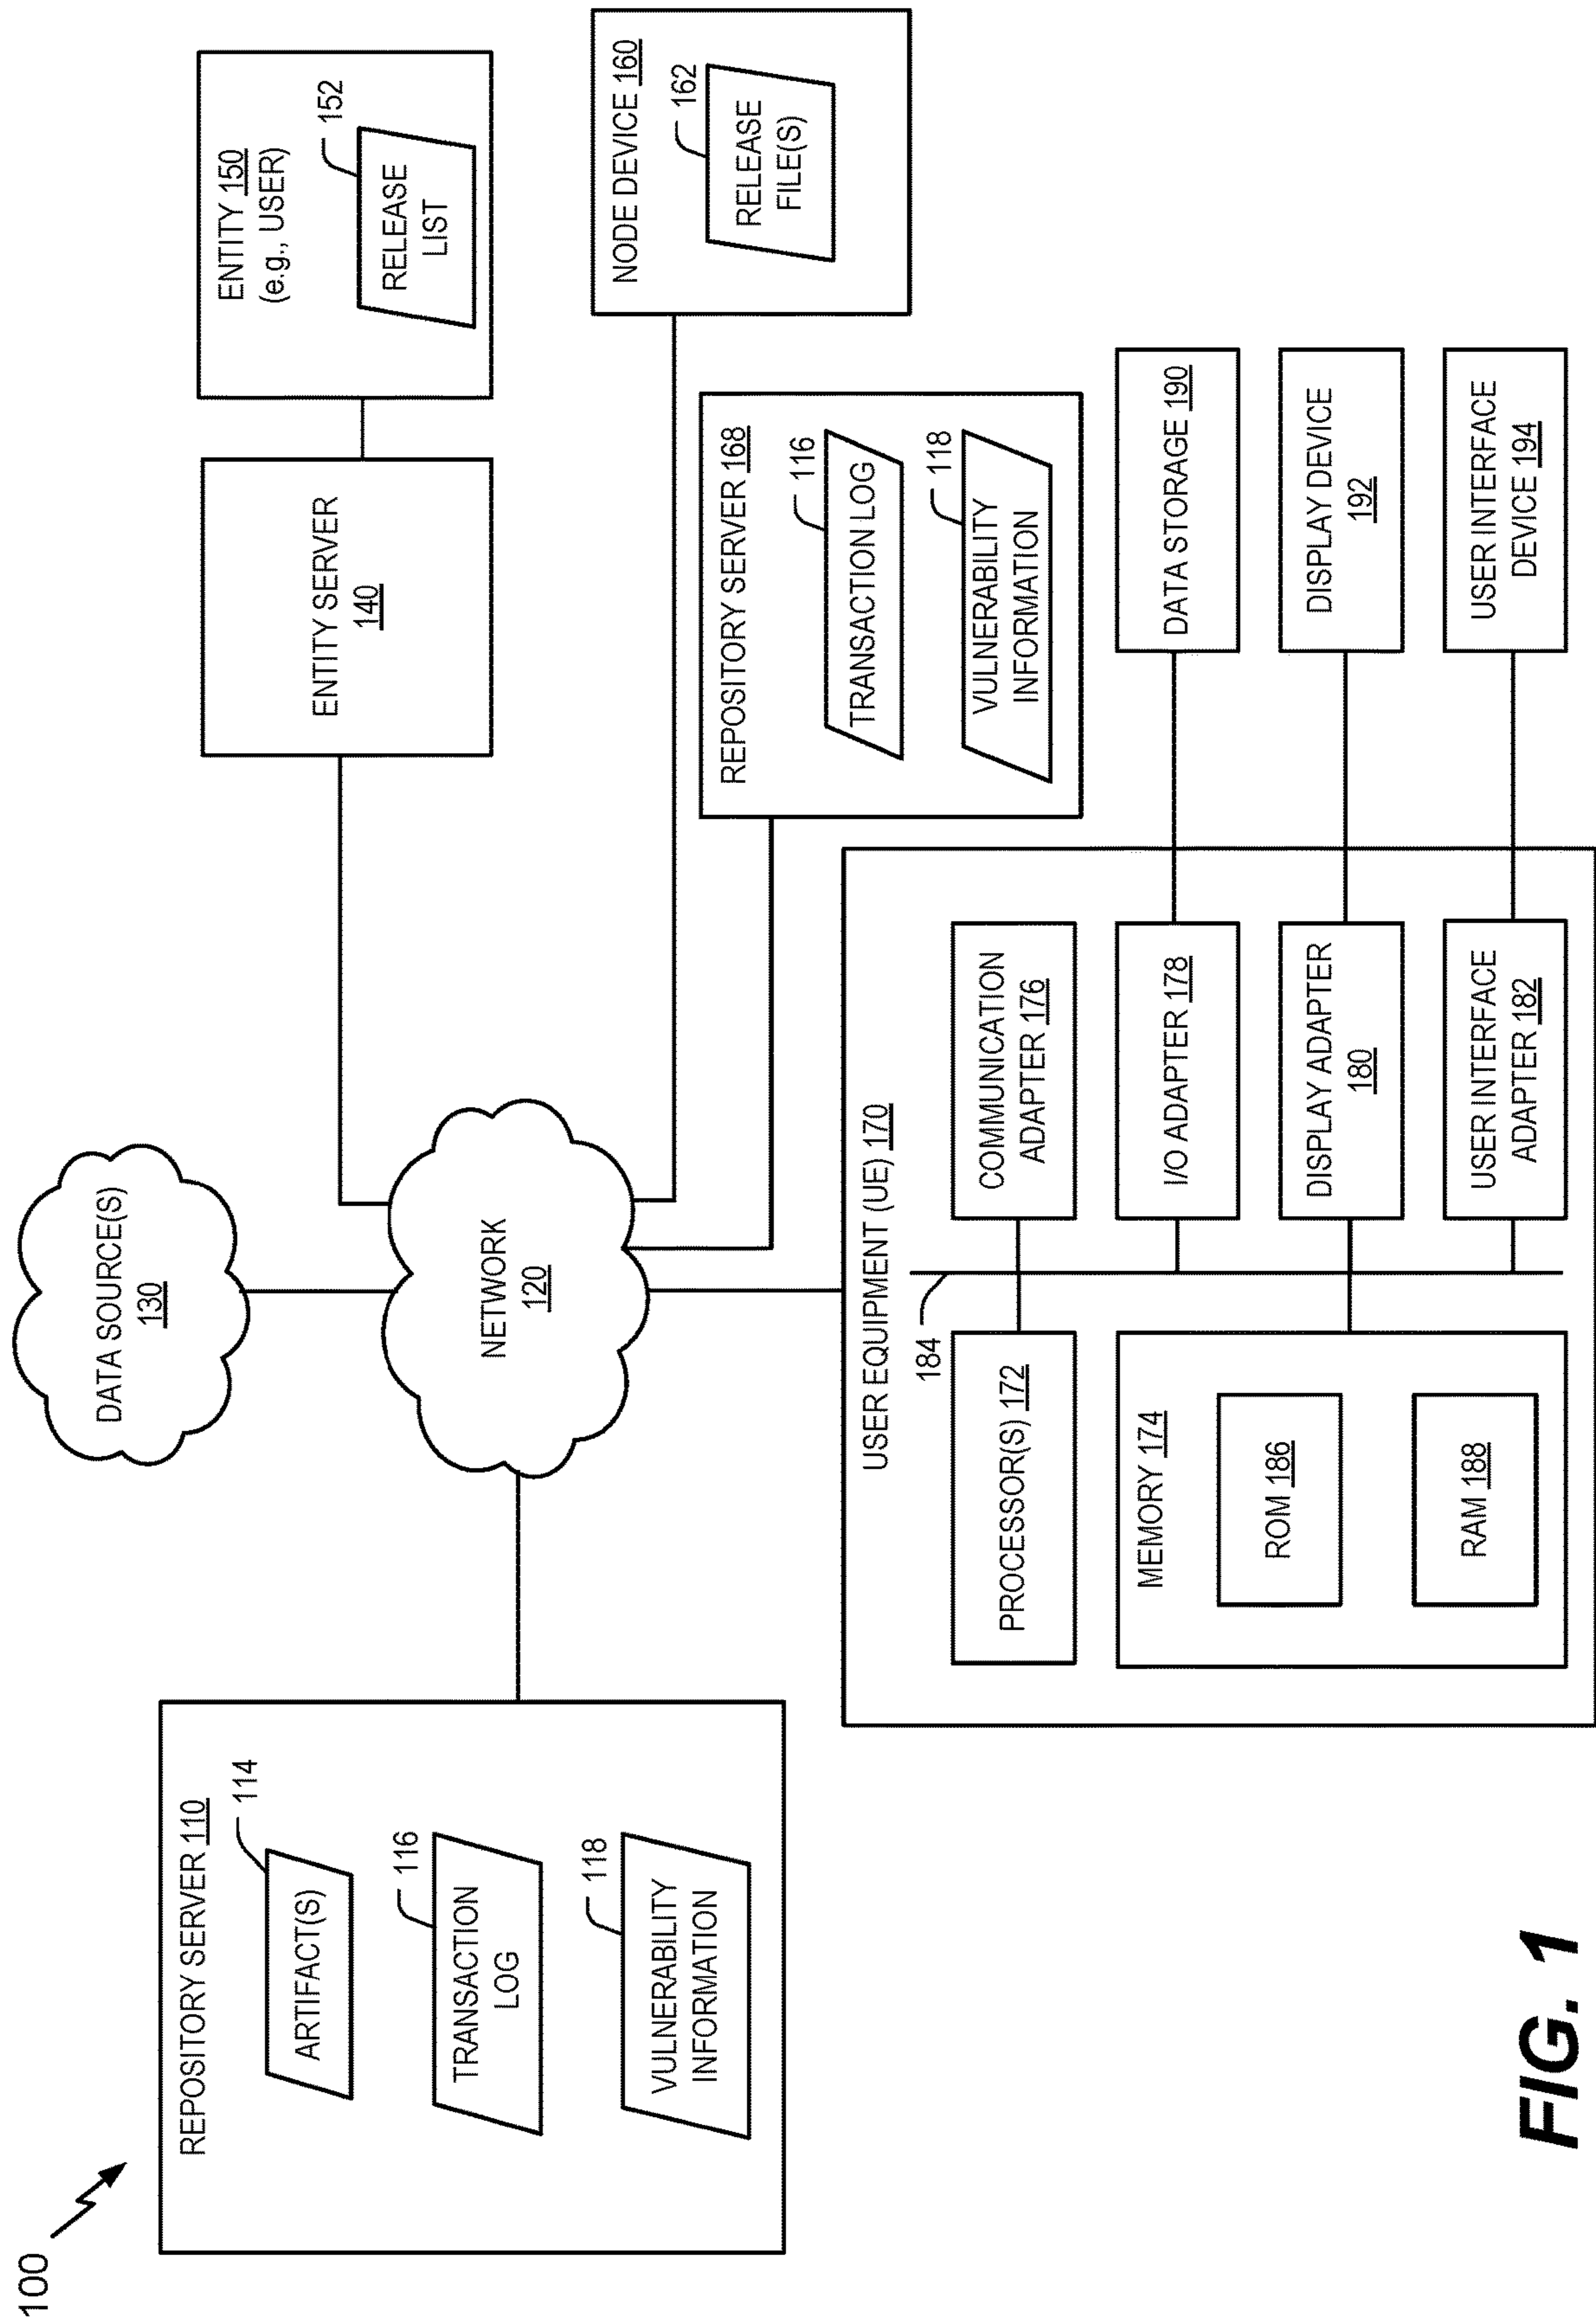 100
REPOSITORY SERVER 110
114
ARTIFACT(S)
116
TRANSACTION
LOG
118
VULNERABILITY
INFORMATION
DATA SOURCE(S)
130
NETWORK
120
ENTITY SERVER
140
ENTITY 150
(e.g., USER)
152
RELEASE
LIST
NODE DEVICE 160
162
RELEASE
FILE(S)
REPOSITORY SERVER 168
116
TRANSACTION LOG
118
VULNERABILITY
INFORMATION
USER EQUIPMENT (UE) 170
184
PROCESSOR(S) 172
MEMORY 174
ROM 186
RAM 188
COMMUNICATION
ADAPTER 176
I/O ADAPTER 178
DISPLAY ADAPTER
180
USER INTERFACE
ADAPTER 182
DATA STORAGE 190
DISPLAY DEVICE
192
USER INTERFACE
DEVICE 194
FIG. 1